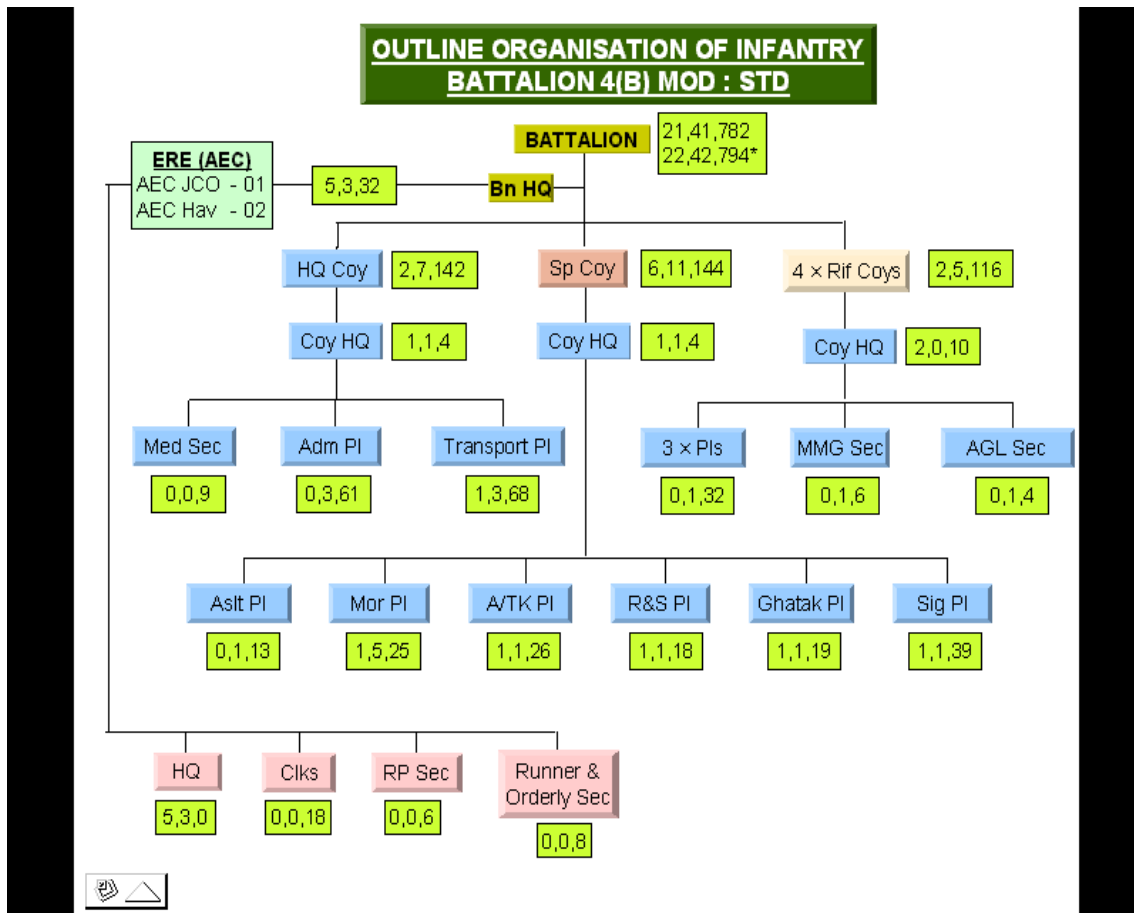 OUTLINE ORGANISATION OF INFANTRY
BATTALION 4(B) MOD : STD
BATTALION
21,41,782
22,42,794*
ERE (AEC)
AEC JCO - 01
AEC Hav - 02
5,3,32
Bn HQ
HQ Coy
2,7,142
Sp Coy
6,11,144
4 × Rif Coys
2,5,116
Coy HQ
1,1,4
Coy HQ
1,1,4
Coy HQ
2,0,10
Med Sec
Adm Pl
Transport Pl
3 × Pls
MMG Sec
AGL Sec
0,0,9
0,3,61
1,3,68
0,1,32
0,1,6
0,1,4
Aslt Pl
Mor Pl
A/TK Pl
R&S Pl
Ghatak Pl
Sig Pl
0,1,13
1,5,25
1,1,26
1,1,18
1,1,19
1,1,39
HQ
Clks
RP Sec
Runner &
Orderly Sec
5,3,0
0,0,18
0,0,6
0,0,8